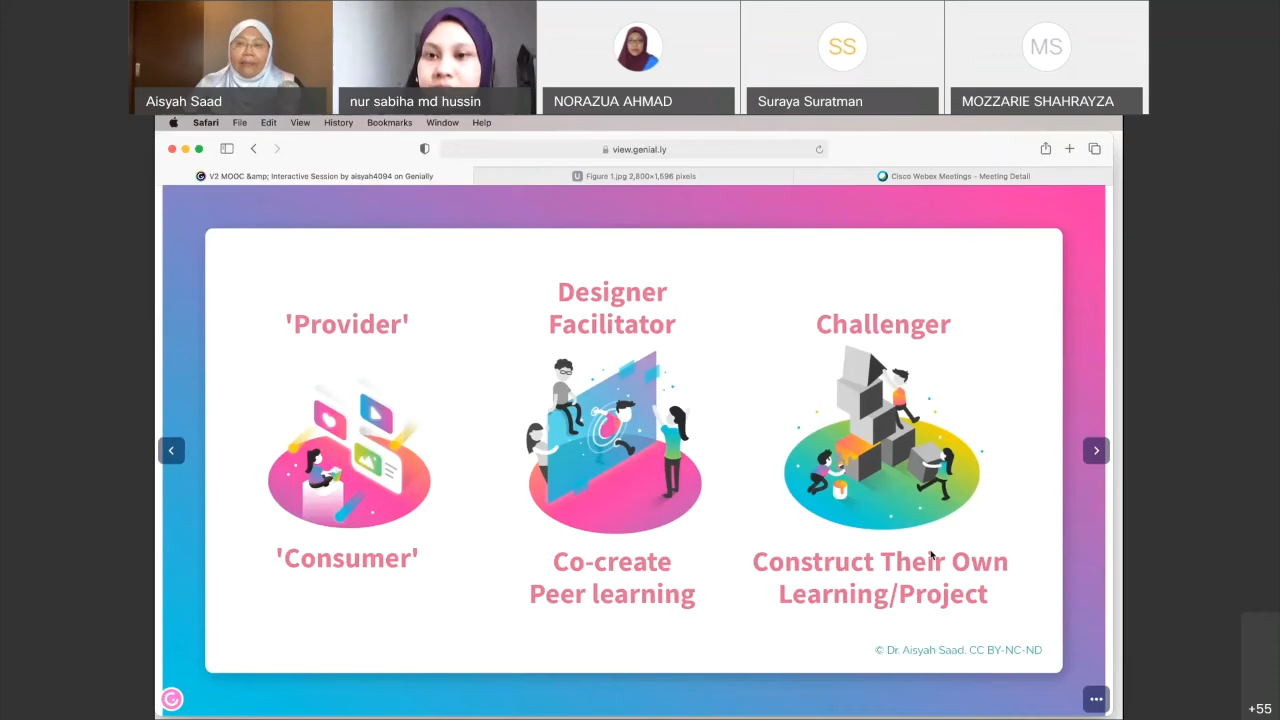 SS
MS
Aisyah Saad
nur sabiha md hussin
NORAZUA AHMAD
Suraya Suratman
MOZZARIE SHAHRAYZA
Safari File Edit View History Bookmarks Window Help
view.genial.ly
V2 MOOC &amp; Interactive Session by aisyah4094 on Genially
Figure 1.jpg 2,800×1,596 pixels
Cisco Webex Meetings - Meeting Detail
'Provider'
Designer
Facilitator
Challenger
'Consumer'
Co-create
Peer learning
Construct Their Own
Learning/Project
© Dr. Aisyah Saad, CC BY-NC-ND
+55